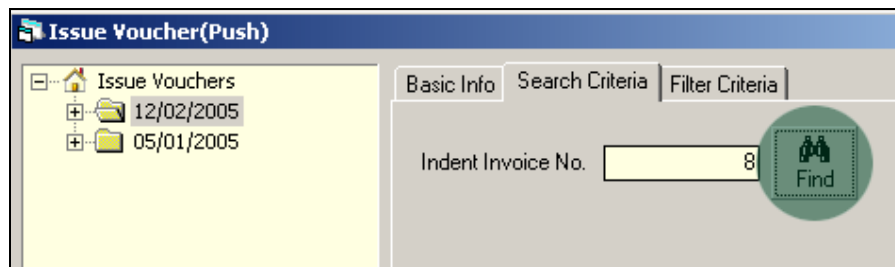 Issue Voucher(Push)
Issue Vouchers
12/02/2005
05/01/2005
Basic Info Search Criteria Filter Criteria
Indent Invoice No. 8 Find